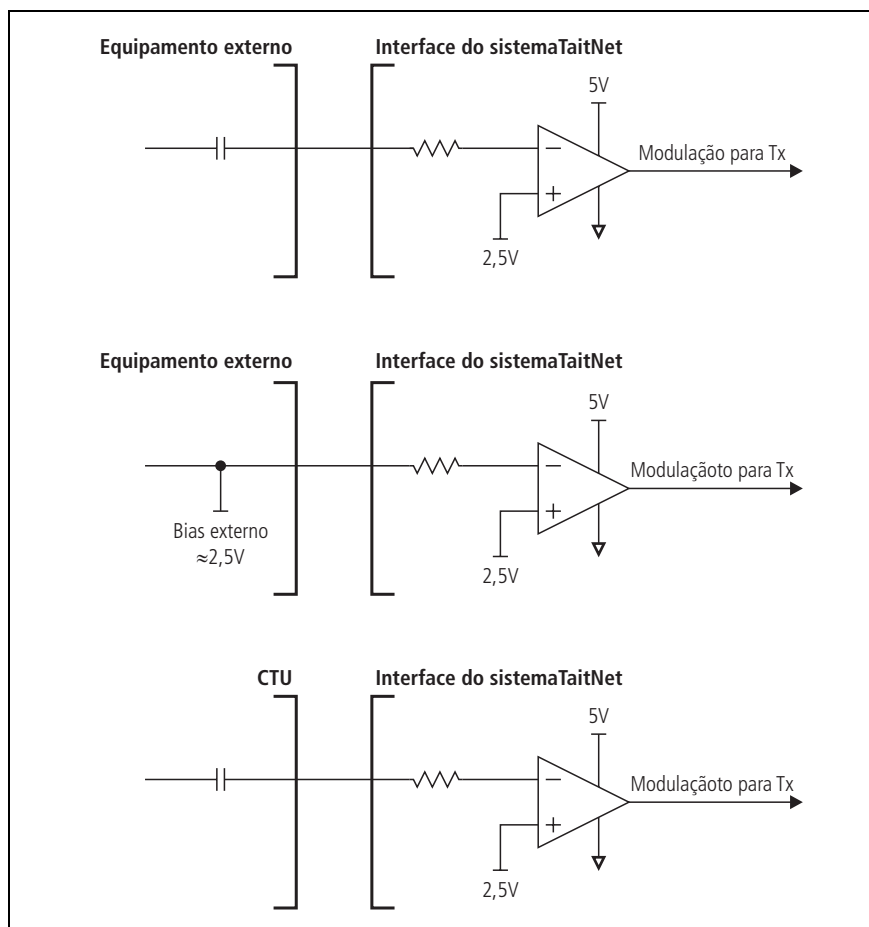 Equipamento externo
Interface do sistemaTaitNet
5V
−
Modulação para Tx
+
2,5V
Equipamento externo
Interface do sistemaTaitNet
5V
−
Modulaçãoto para Tx
+
Bias externo
≈2,5V
2,5V
CTU
Interface do sistemaTaitNet
5V
−
Modulaçãoto para Tx
+
2,5V